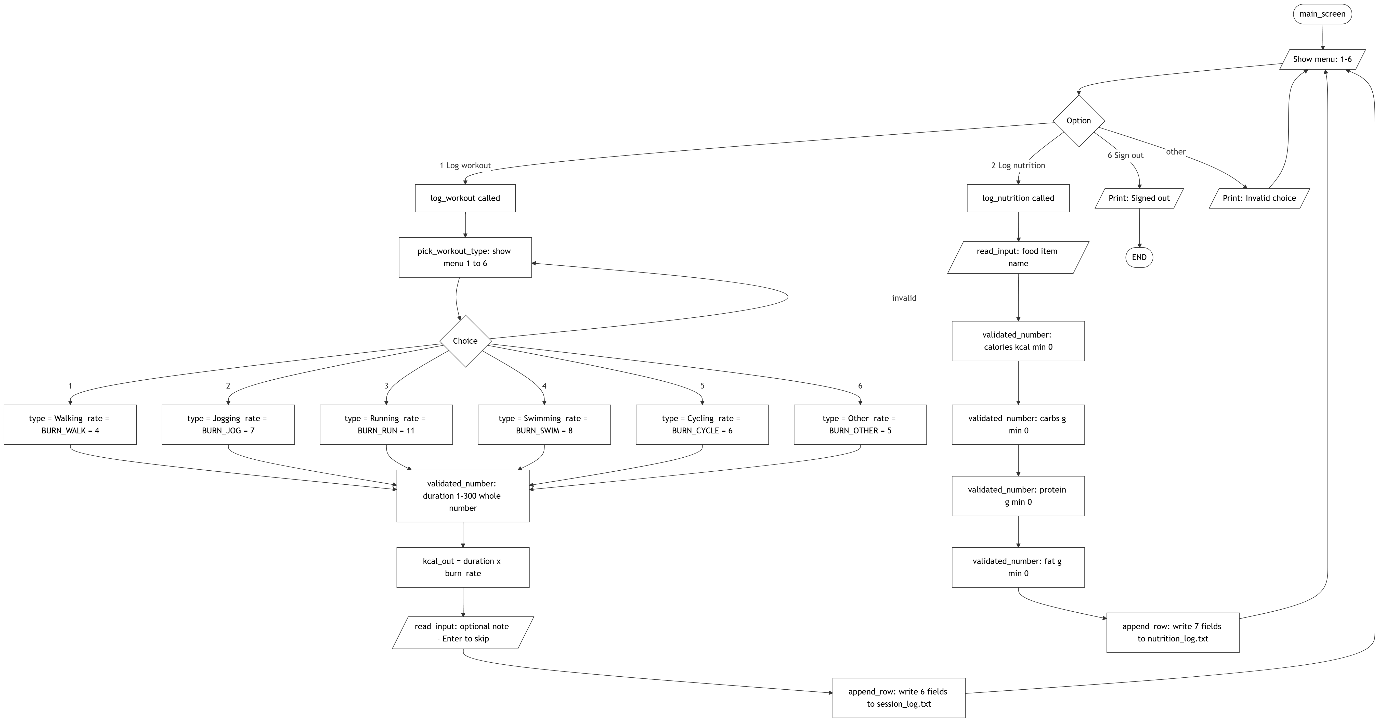 main_screen
Show menu: 1-6
Option
1 Log workout
2 Log nutrition
6 Sign out
other
log_workout called
log_nutrition called
Print: Signed out
Print: Invalid choice
pick_workout_type: show
menu 1 to 6
read_input: food item
name
END
invalid
Choice
validated_number:
calories kcal min 0
1
2
3
4
5
6
type = Walking rate =
BURN_WALK = 4
type = Jogging rate =
BURN_JOG = 7
type = Running rate =
BURN_RUN = 11
type = Swimming rate =
BURN_SWIM = 8
type = Cycling rate =
BURN_CYCLE = 6
type = Other rate =
BURN_OTHER = 5
validated_number: carbs g
min 0
validated_number:
duration 1-300 whole
number
validated_number: protein
g min 0
kcal_out = duration x
burn_rate
validated_number: fat g
min 0
read_input: optional note
Enter to skip
append_row: write 7 fields
to nutrition_log.txt
append_row: write 6 fields
to session_log.txt